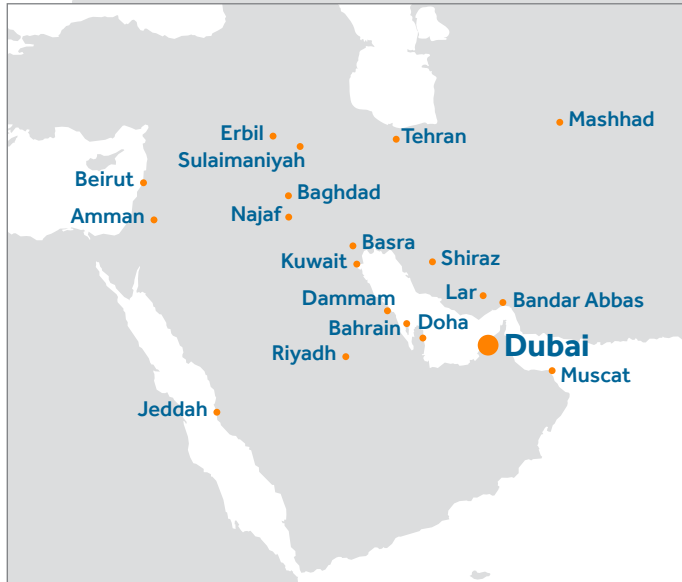 Mashhad
Erbil
Tehran
Sulaimaniyah
Beirut
Baghdad
Amman
Najaf
Basra
Kuwait
Shiraz
Lar
Dammam
Bandar Abbas
Bahrain
Doha
Dubai
Riyadh
Muscat
Jeddah